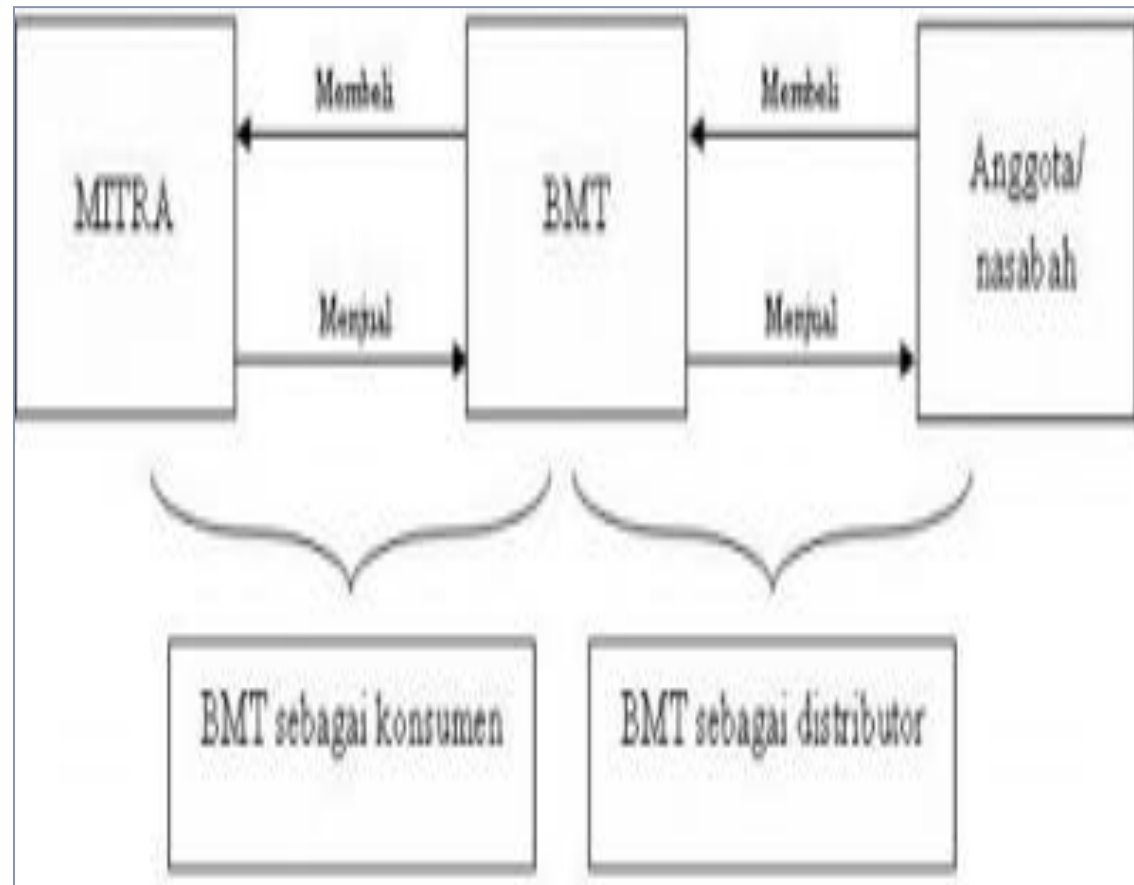 Membeli
Membeli
MITRA
BMT
Anggota/
nasabah
Menjual
Menjual
BMT sebagai konsumen
BMT sebagai distributor